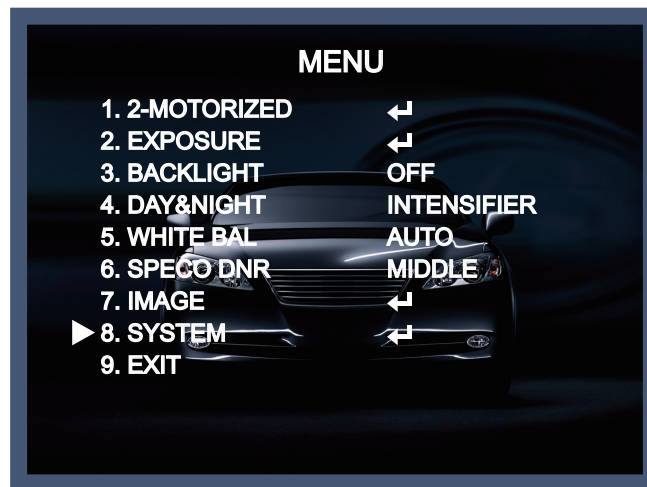 MENU
1. 2-MOTORIZED ↵
2. EXPOSURE ↵
3. BACKLIGHT OFF
4. DAY&NIGHT INTENSIFIER
5. WHITE BAL AUTO
6. SPECO DNR MIDDLE
7. IMAGE ↵
▶ 8. SYSTEM ↵
9. EXIT